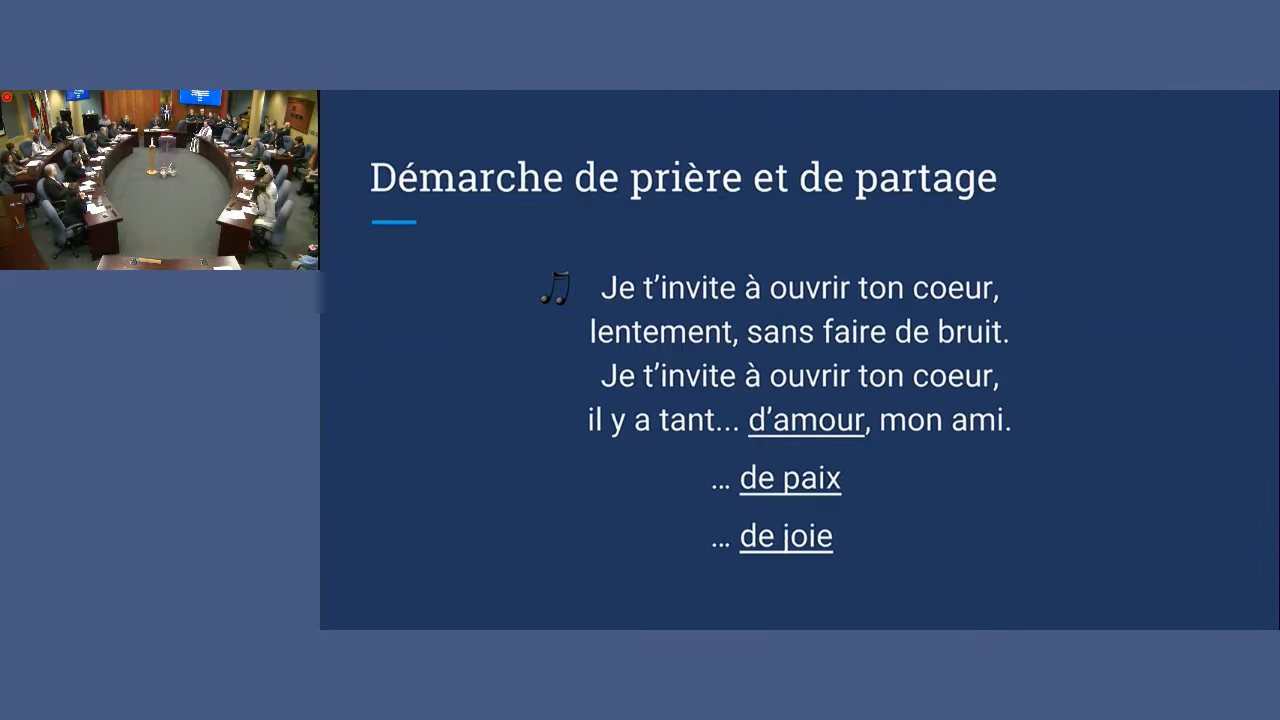 Démarche de prière et de partage
Je t’invite à ouvrir ton coeur,
lentement, sans faire de bruit.
Je t’invite à ouvrir ton coeur,
il y a tant... d’amour, mon ami.
... de paix
... de joie